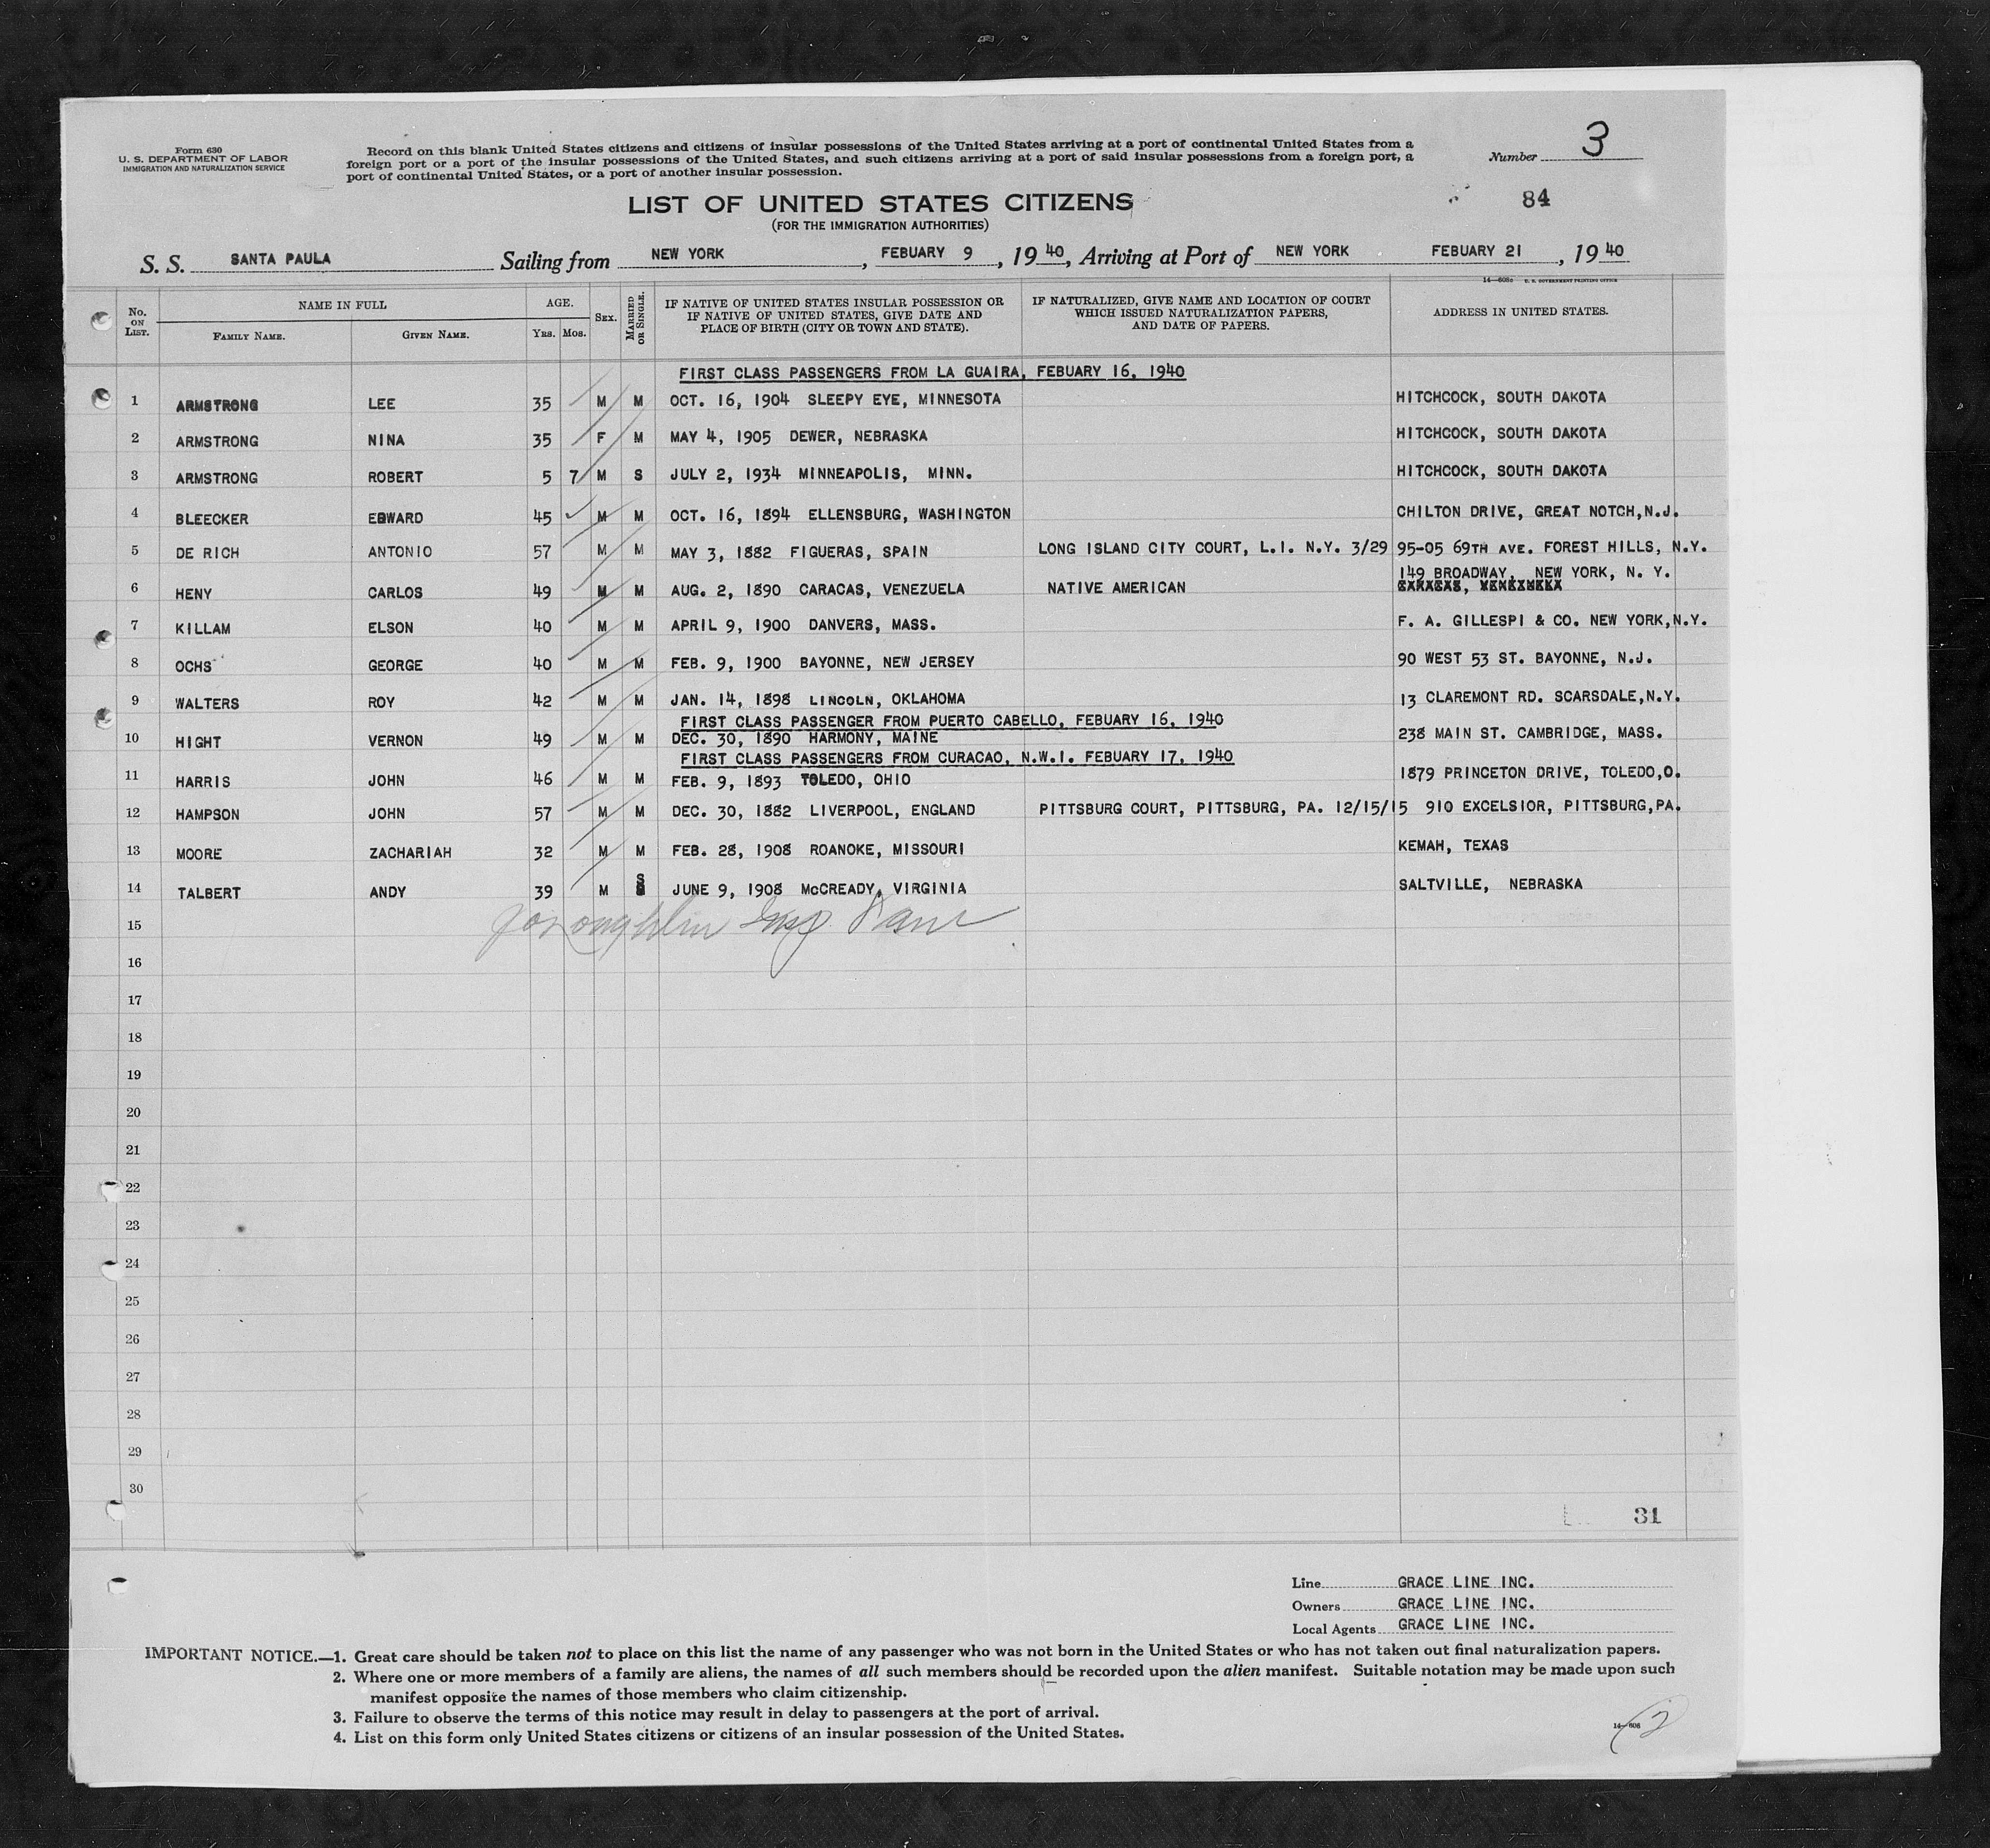 Form 630
U. S. DEPARTMENT OF LABOR
IMMIGRATION AND NATURALIZATION SERVICE
Record on this blank United States citizens and citizens of insular possessions of the United States arriving at a port of continental United States from a
foreign port or a port of the insular possessions of the United States, and such citizens arriving at a port of said insular possessions from a foreign port, a
port of continental United States, or a port of another insular possession.
Number 3
84
LIST OF UNITED STATES CITIZENS
(FOR THE IMMIGRATION AUTHORITIES)
S. S. SANTA PAULA Sailing from NEW YORK, FEBUARY 9, 1940, Arriving at Port of NEW YORK FEBUARY 21, 1940
14—608c U. S. GOVERNMENT PRINTING OFFICE
No. ON LIST. NAME IN FULL FAMILY NAME. GIVEN NAME. AGE. YRS. MOS. SEX. MARRIED OR SINGLE. IF NATIVE OF UNITED STATES INSULAR POSSESSION OR IF NATIVE OF UNITED STATES, GIVE DATE AND PLACE OF BIRTH (CITY OR TOWN AND STATE). IF NATURALIZED, GIVE NAME AND LOCATION OF COURT WHICH ISSUED NATURALIZATION PAPERS, AND DATE OF PAPERS. ADDRESS IN UNITED STATES.
FIRST CLASS PASSENGERS FROM LA GUAIRA, FEBUARY 16, 1940
1 ARMSTRONG LEE 35 M M OCT. 16, 1904 SLEEPY EYE, MINNESOTA HITCHCOCK, SOUTH DAKOTA
2 ARMSTRONG NINA 35 F M MAY 4, 1905 DEWER, NEBRASKA HITCHCOCK, SOUTH DAKOTA
3 ARMSTRONG ROBERT 5 7 M S JULY 2, 1934 MINNEAPOLIS, MINN. HITCHCOCK, SOUTH DAKOTA
4 BLEECKER EDWARD 45 M M OCT. 16, 1894 ELLENSBURG, WASHINGTON CHILTON DRIVE, GREAT NOTCH,N.J.
5 DE RICH ANTONIO 57 M M MAY 3, 1882 FIGUERAS, SPAIN LONG ISLAND CITY COURT, L.I. N.Y. 3/29 95-05 69TH AVE. FOREST HILLS, N.Y.
149 BROADWAY, NEW YORK, N. Y.
6 HENY CARLOS 49 M M AUG. 2, 1890 CARACAS, VENEZUELA NATIVE AMERICAN
7 KILLAM ELSON 40 M M APRIL 9, 1900 DANVERS, MASS. F. A. GILLESPI & CO. NEW YORK,N.Y.
8 OCHS GEORGE 40 M M FEB. 9, 1900 BAYONNE, NEW JERSEY 90 WEST 53 ST. BAYONNE, N.J.
9 WALTERS ROY 42 M M JAN. 14, 1898 LINCOLN, OKLAHOMA 13 CLAREMONT RD. SCARSDALE,N.Y.
FIRST CLASS PASSENGER FROM PUERTO CABELLO, FEBUARY 16, 1940
10 HIGHT VERNON 49 M M DEC. 30, 1890 HARMONY, MAINE 238 MAIN ST. CAMBRIDGE, MASS.
FIRST CLASS PASSENGERS FROM CURACAO, N.W.I. FEBUARY 17, 1940
11 HARRIS JOHN 46 M M FEB. 9, 1893 TOLEDO, OHIO 1879 PRINCETON DRIVE, TOLEDO,O.
12 HAMPSON JOHN 57 M M DEC. 30, 1882 LIVERPOOL, ENGLAND PITTSBURG COURT, PITTSBURG, PA. 12/15/15 910 EXCELSIOR, PITTSBURG,PA.
13 MOORE ZACHARIAH 32 M M FEB. 28, 1908 ROANOKE, MISSOURI KEMAH, TEXAS
14 TALBERT ANDY 39 M S JUNE 9, 1908 McCREADY, VIRGINIA SALTVILLE, NEBRASKA
15
16
17
18
19
20
21
22
23
24
25
26
27
28
29
30
31
Line GRACE LINE INC.
Owners GRACE LINE INC.
Local Agents GRACE LINE INC.
IMPORTANT NOTICE.—1. Great care should be taken not to place on this list the name of any passenger who was not born in the United States or who has not taken out final naturalization papers.
2. Where one or more members of a family are aliens, the names of all such members should be recorded upon the alien manifest. Suitable notation may be made upon such
manifest opposite the names of those members who claim citizenship.
3. Failure to observe the terms of this notice may result in delay to passengers at the port of arrival.
4. List on this form only United States citizens or citizens of an insular possession of the United States.
14—608
2